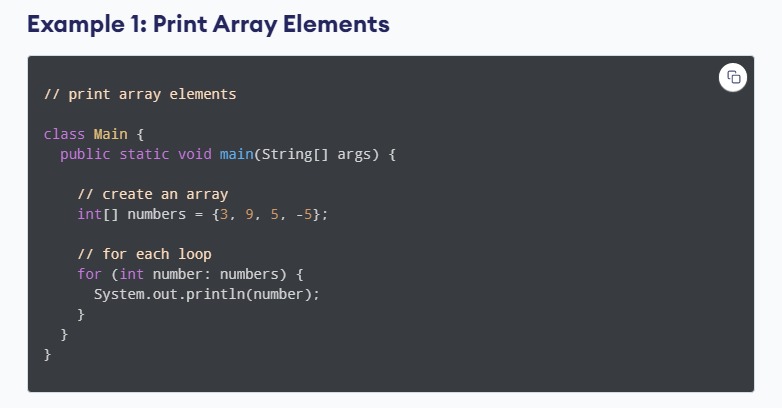 Example 1: Print Array Elements
// print array elements
class Main {
  public static void main(String[] args) {
    // create an array
    int[] numbers = {3, 9, 5, -5};
    // for each loop
    for (int number: numbers) {
      System.out.println(number);
    }
  }
}